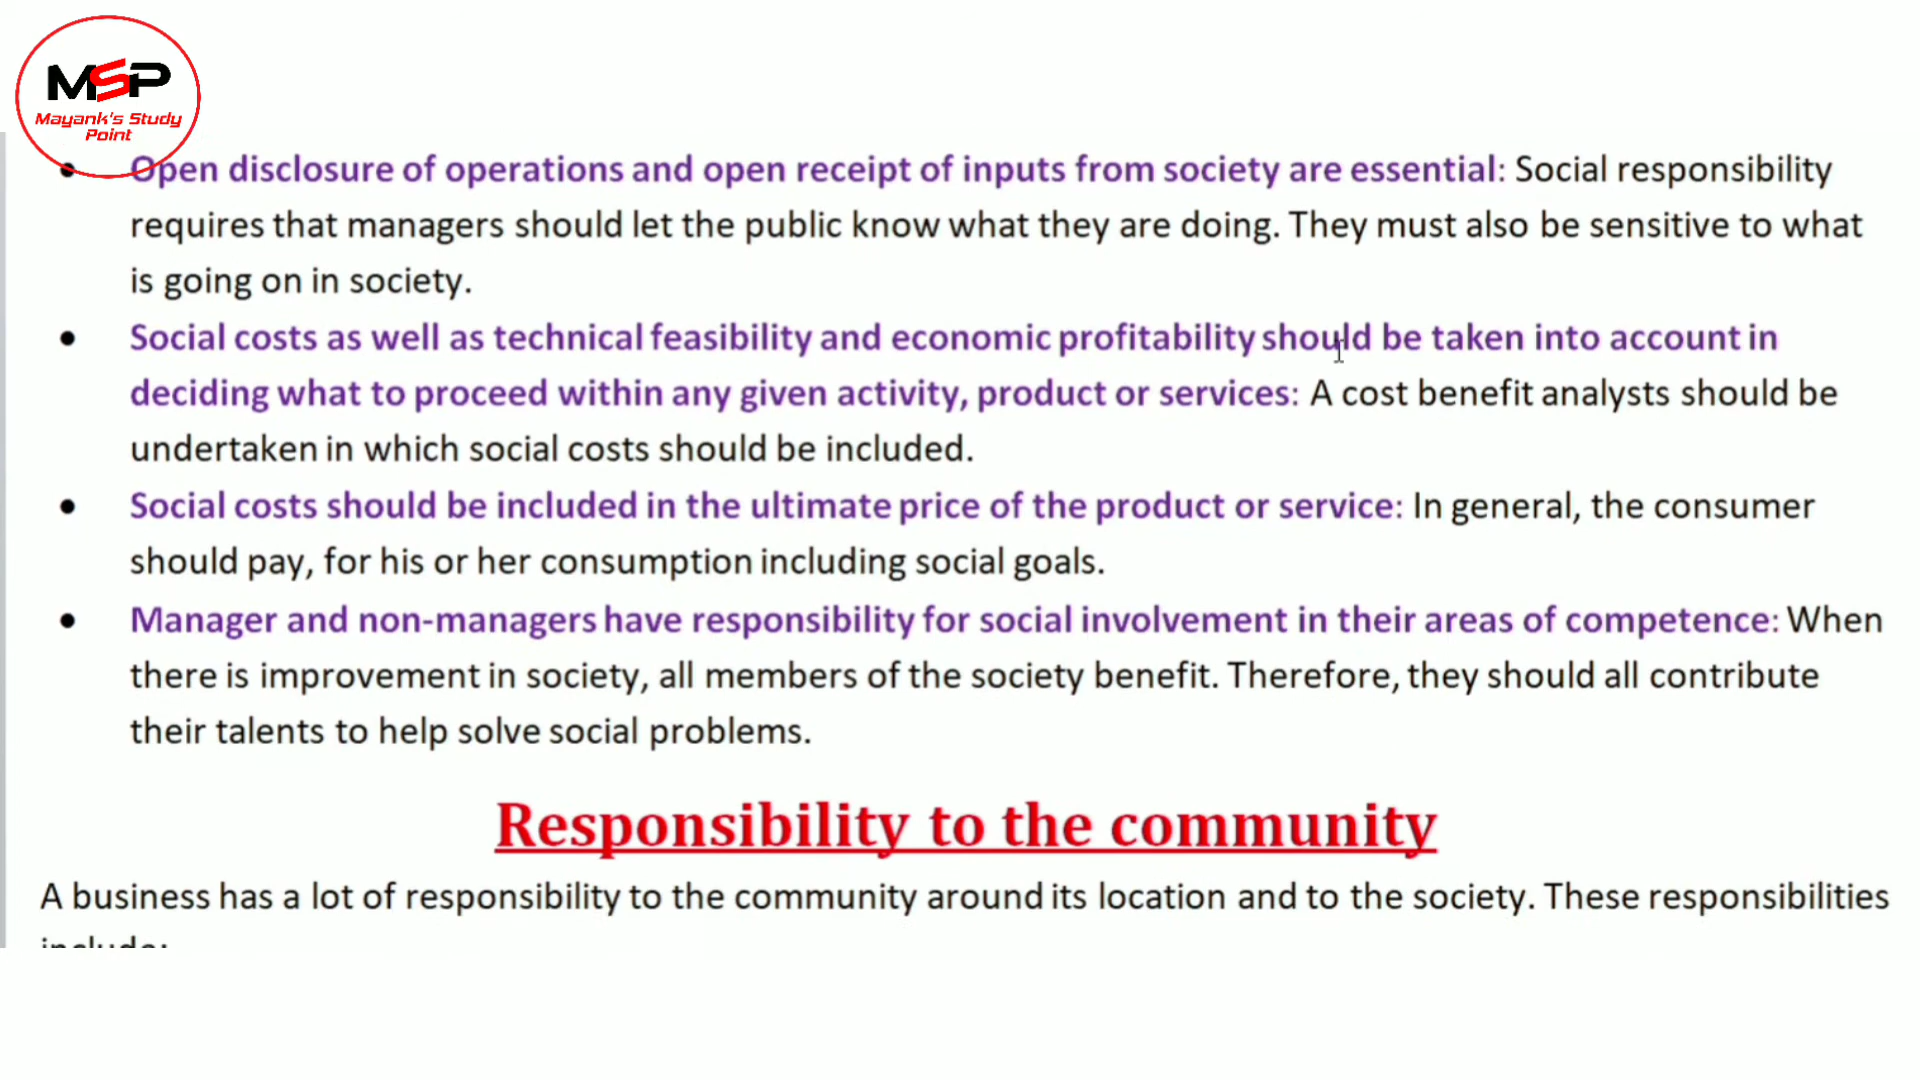 MSP
Mayank's Study
Point
• Open disclosure of operations and open receipt of inputs from society are essential: Social responsibility
requires that managers should let the public know what they are doing. They must also be sensitive to what
is going on in society.
• Social costs as well as technical feasibility and economic profitability should be taken into account in
deciding what to proceed within any given activity, product or services: A cost benefit analysts should be
undertaken in which social costs should be included.
• Social costs should be included in the ultimate price of the product or service: In general, the consumer
should pay, for his or her consumption including social goals.
• Manager and non-managers have responsibility for social involvement in their areas of competence: When
there is improvement in society, all members of the society benefit. Therefore, they should all contribute
their talents to help solve social problems.
Responsibility to the community
A business has a lot of responsibility to the community around its location and to the society. These responsibilities
include: